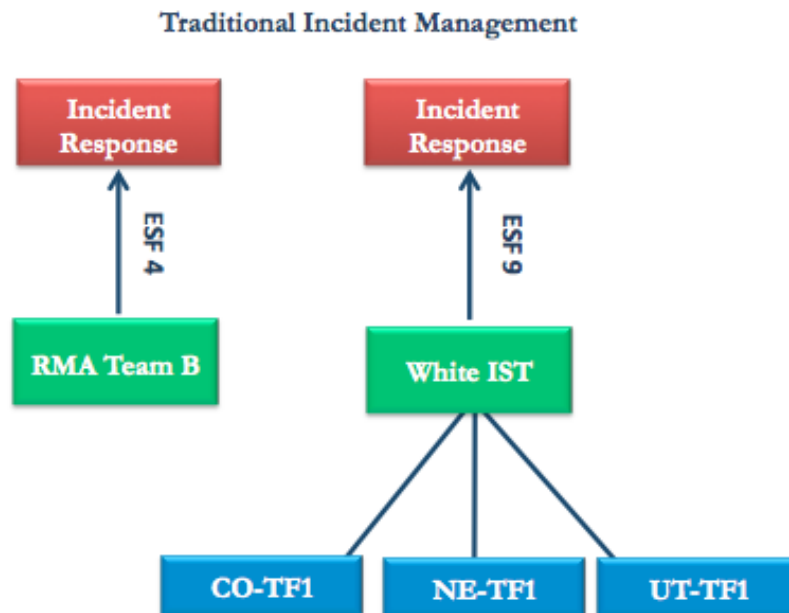 Traditional Incident Management
Incident
Response
Incident
Response
ESF 4
ESF 9
RMA Team B
White IST
CO-TF1
NE-TF1
UT-TF1